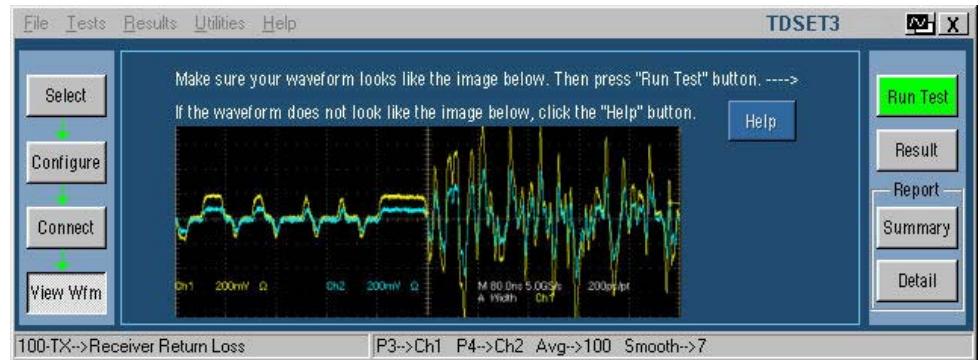 File Tests Results Utilities Help TDSET3 X
Make sure your waveform looks like the image below. Then press "Run Test" button. ---->
If the waveform does not look like the image below, click the "Help" button.
Help
Select
Configure
Connect
View Wfm
Run Test
Result
Report
Summary
Detail
Ch1 200mV Ω Ch2 200mV Ω M 80.0ns 5.0GS/s 200ps/pt
A Width Ch1
100-TX-->Receiver Return Loss P3-->Ch1 P4-->Ch2 Avg-->100 Smooth-->7